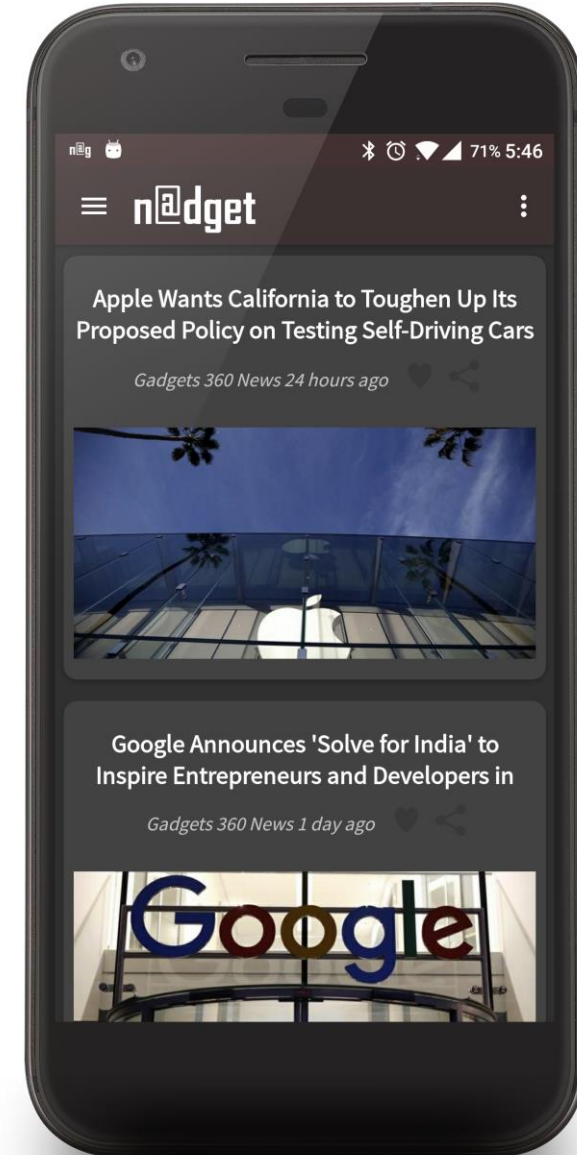 n@g 71% 5:46
n@dget
Apple Wants California to Toughen Up Its
Proposed Policy on Testing Self-Driving Cars
Gadgets 360 News 24 hours ago
Google Announces 'Solve for India' to
Inspire Entrepreneurs and Developers in
Gadgets 360 News 1 day ago
Google